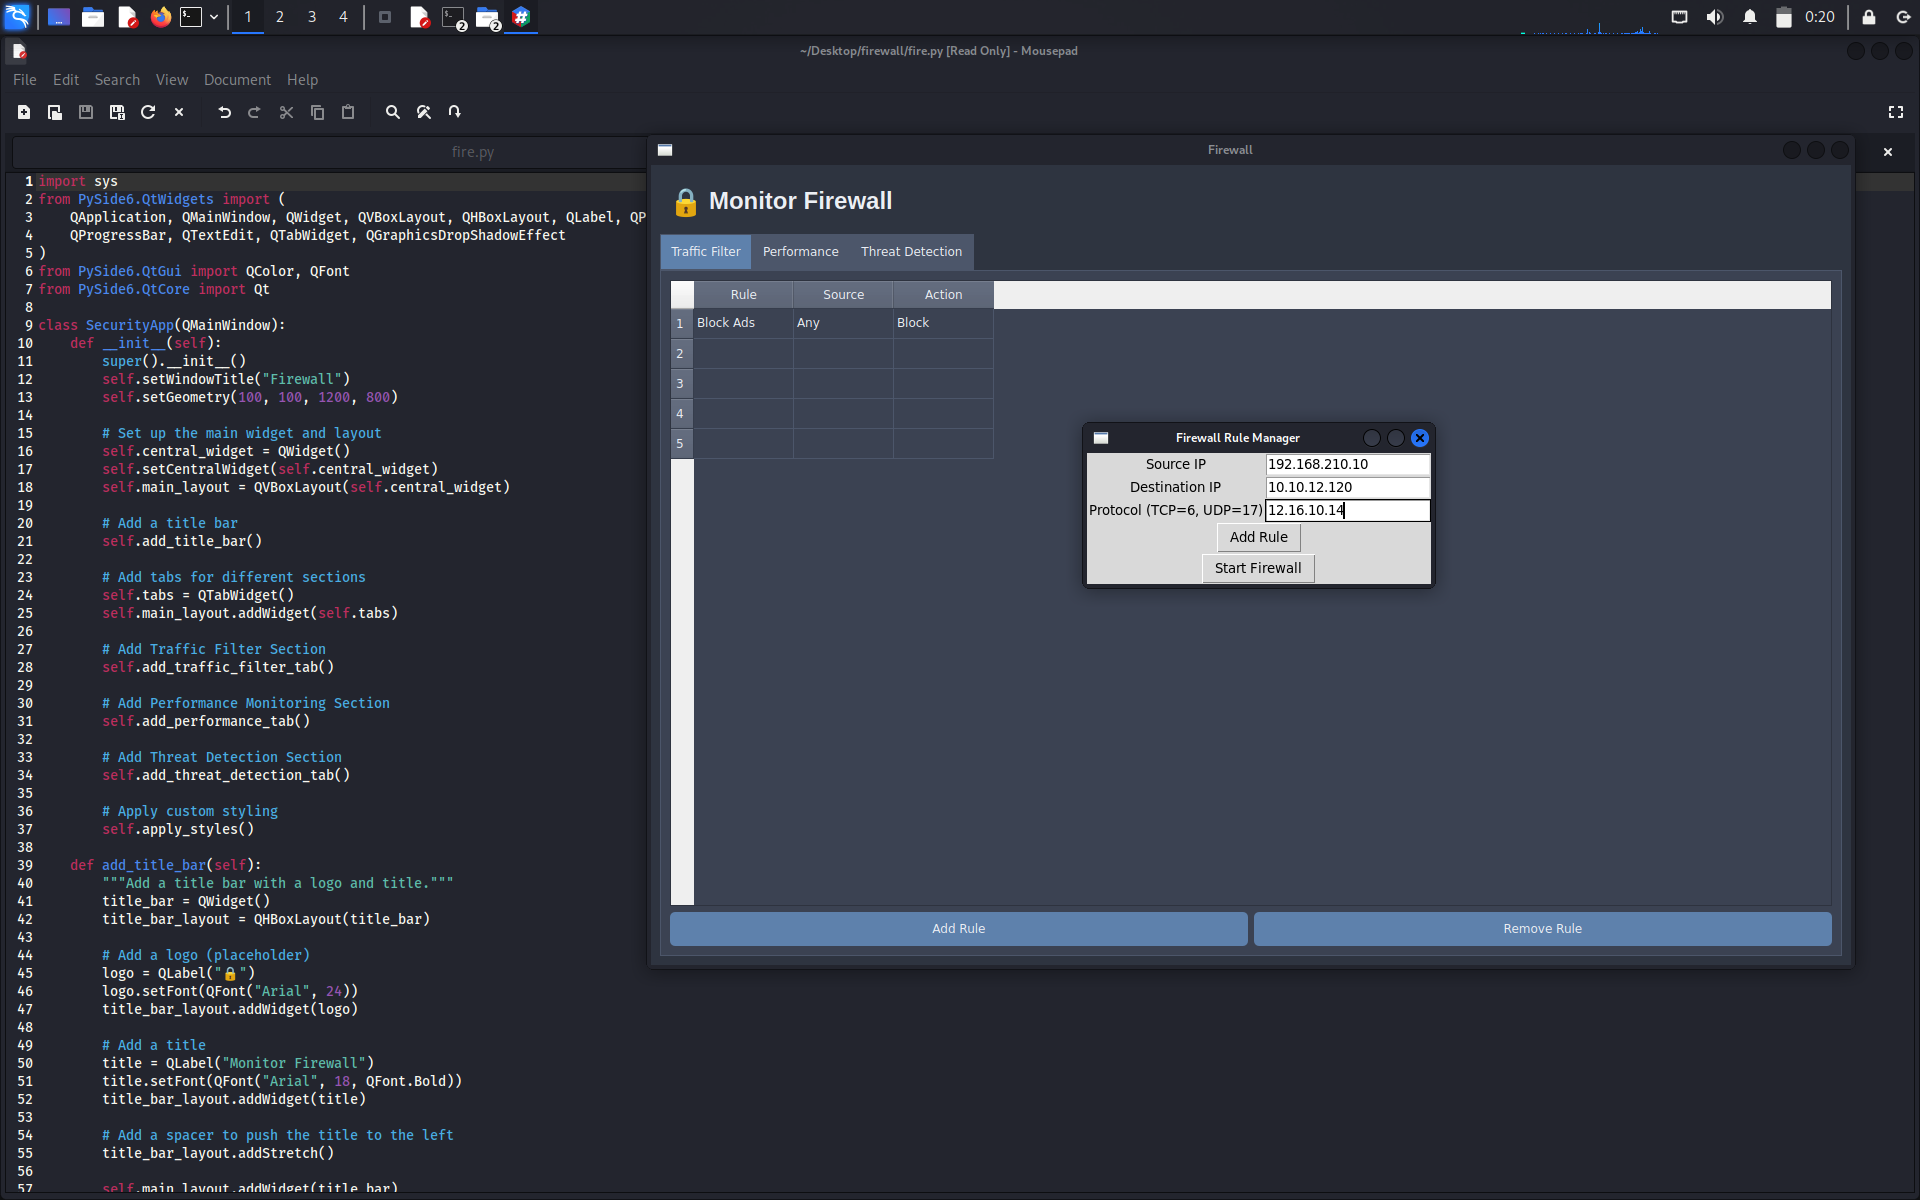 1 2 3 4 2 2 0:20
~/Desktop/firewall/fire.py [Read Only] - Mousepad
File Edit Search View Document Help
fire.py
1 import sys
2 from PySide6.QtWidgets import (
3 QApplication, QMainWindow, QWidget, QVBoxLayout, QHBoxLayout, QLabel, QP
4 QProgressBar, QTextEdit, QTabWidget, QGraphicsDropShadowEffect
5 )
6 from PySide6.QtGui import QColor, QFont
7 from PySide6.QtCore import Qt
8
9 class SecurityApp(QMainWindow):
10 def __init__(self):
11 super().__init__()
12 self.setWindowTitle("Firewall")
13 self.setGeometry(100, 100, 1200, 800)
14
15 # Set up the main widget and layout
16 self.central_widget = QWidget()
17 self.setCentralWidget(self.central_widget)
18 self.main_layout = QVBoxLayout(self.central_widget)
19
20 # Add a title bar
21 self.add_title_bar()
22
23 # Add tabs for different sections
24 self.tabs = QTabWidget()
25 self.main_layout.addWidget(self.tabs)
26
27 # Add Traffic Filter Section
28 self.add_traffic_filter_tab()
29
30 # Add Performance Monitoring Section
31 self.add_performance_tab()
32
33 # Add Threat Detection Section
34 self.add_threat_detection_tab()
35
36 # Apply custom styling
37 self.apply_styles()
38
39 def add_title_bar(self):
40 """Add a title bar with a logo and title."""
41 title_bar = QWidget()
42 title_bar_layout = QHBoxLayout(title_bar)
43
44 # Add a logo (placeholder)
45 logo = QLabel("🔒")
46 logo.setFont(QFont("Arial", 24))
47 title_bar_layout.addWidget(logo)
48
49 # Add a title
50 title = QLabel("Monitor Firewall")
51 title.setFont(QFont("Arial", 18, QFont.Bold))
52 title_bar_layout.addWidget(title)
53
54 # Add a spacer to push the title to the left
55 title_bar_layout.addStretch()
56
57 self.main_layout.addWidget(title_bar)
Firewall
🔒 Monitor Firewall
Traffic Filter Performance Threat Detection
Rule Source Action
1 Block Ads Any Block
2
3
4
5
Firewall Rule Manager
Source IP 192.168.210.10
Destination IP 10.10.12.120
Protocol (TCP=6, UDP=17) 12.16.10.14
Add Rule
Start Firewall
Add Rule Remove Rule